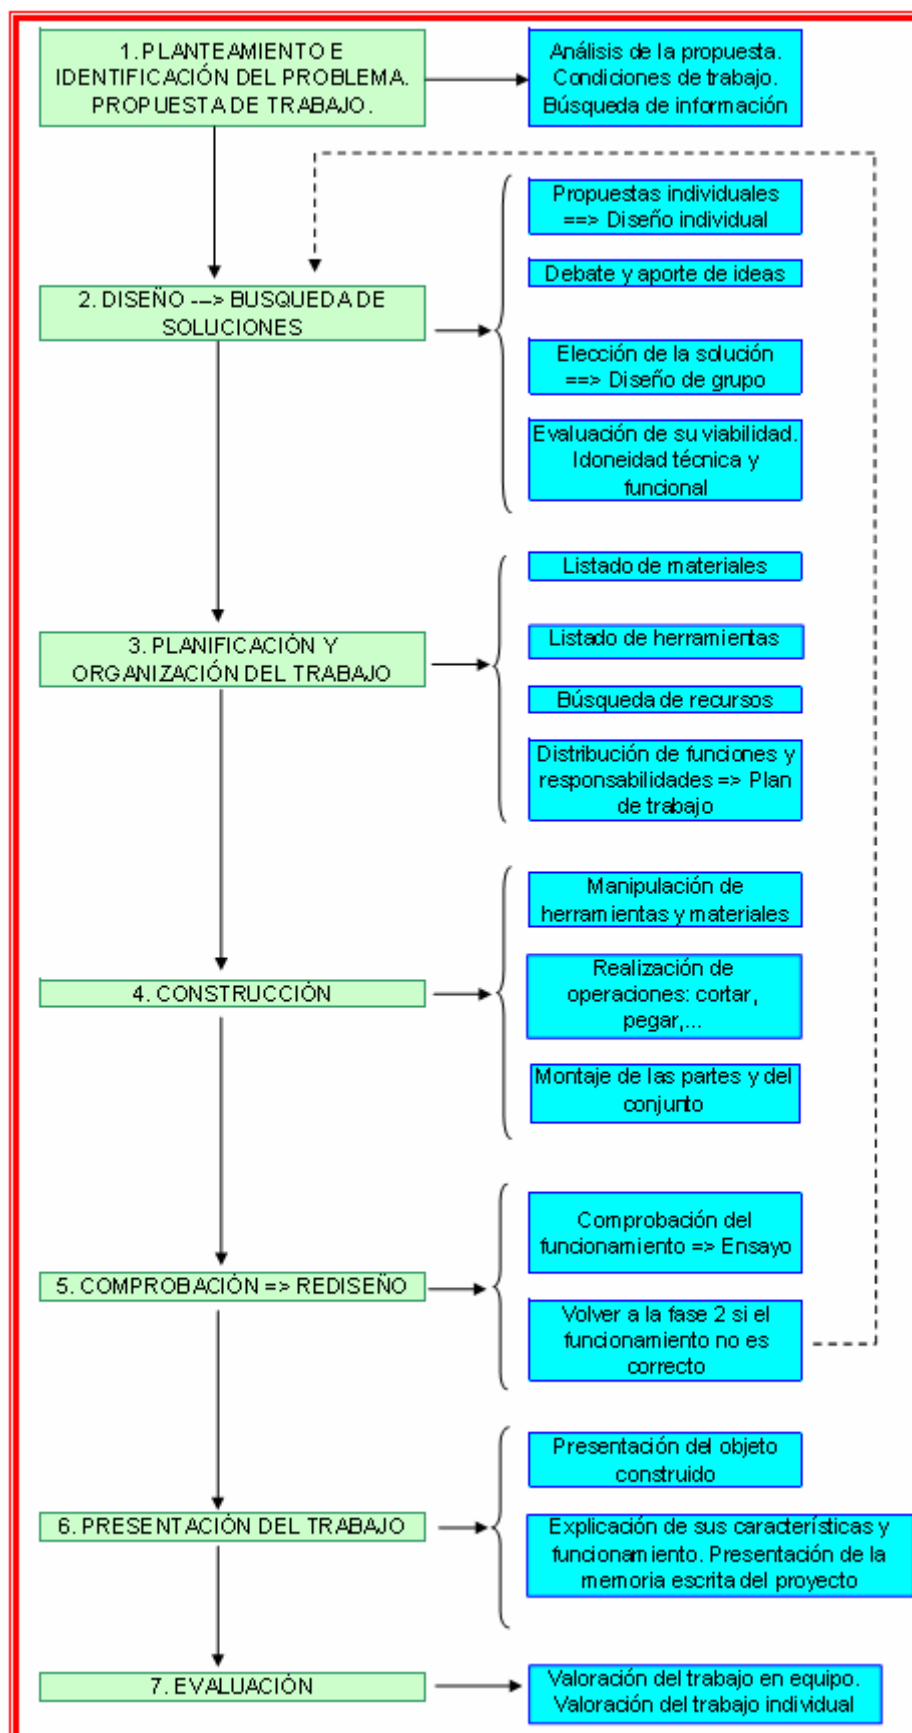 1. PLANTEAMIENTO E
IDENTIFICACIÓN DEL PROBLEMA.
PROPUESTA DE TRABAJO.
Análisis de la propuesta.
Condiciones de trabajo.
Búsqueda de información
2. DISEÑO ---> BUSQUEDA DE
SOLUCIONES
Propuestas individuales
==> Diseño individual
Debate y aporte de ideas
Elección de la solución
==> Diseño de grupo
Evaluación de su viabilidad.
Idoneidad técnica y
funcional
3. PLANIFICACIÓN Y
ORGANIZACIÓN DEL TRABAJO
Listado de materiales
Listado de herramientas
Búsqueda de recursos
Distribución de funciones y
responsabilidades => Plan
de trabajo
4. CONSTRUCCIÓN
Manipulación de
herramientas y materiales
Realización de
operaciones: cortar,
pegar,...
Montaje de las partes y del
conjunto
5. COMPROBACIÓN => REDISEÑO
Comprobación del
funcionamiento => Ensayo
Volver a la fase 2 si el
funcionamiento no es
correcto
6. PRESENTACIÓN DEL TRABAJO
Presentación del objeto
construido
Explicación de sus características y
funcionamiento. Presentación de la
memoria escrita del proyecto
7. EVALUACIÓN
Valoración del trabajo en equipo.
Valoración del trabajo individual